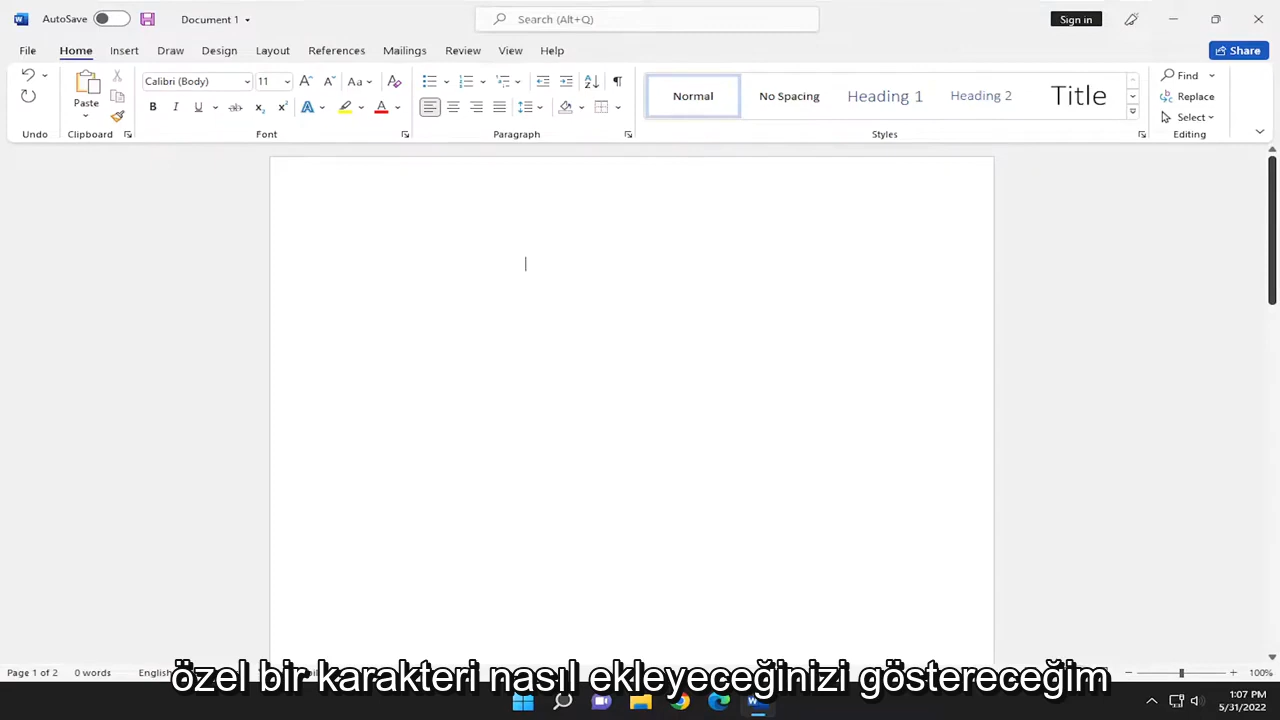 AutoSave Document 1 Search (Alt+Q) Sign in
File Home Insert Draw Design Layout References Mailings Review View Help Share
Paste Calibri (Body) 11 Aa Normal No Spacing Heading 1 Heading 2 Title Find
Replace
Select
Undo Clipboard Font Paragraph Styles Editing
Page 1 of 2 0 words English
100%
özel bir karakteri nasıl ekleyeceğinizi göstereceğim
1:07 PM
5/31/2022